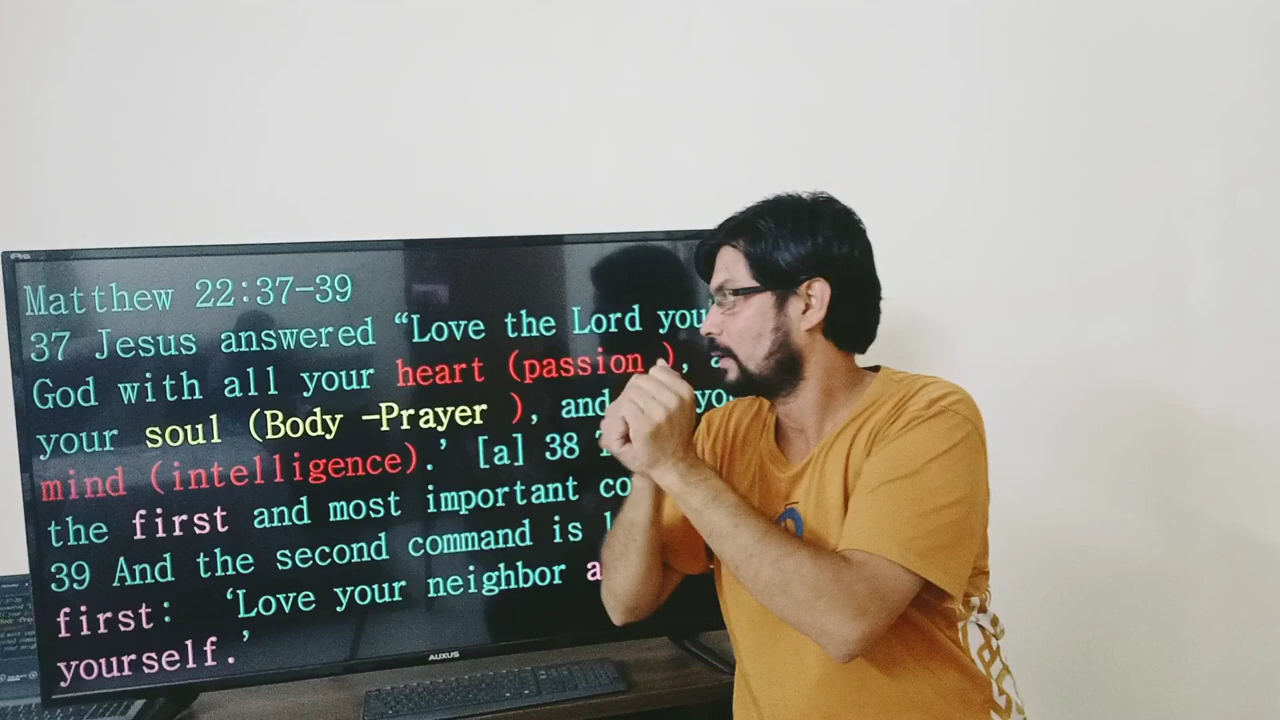 Matthew 22:37-39
37 Jesus answered “Love the Lord you
God with all your heart (passion ),
your soul (Body -Prayer ), and
mind (intelligence).’ [a] 38
the first and most important
39 And the second command is
first: ‘Love your neighbor
yourself.’
AUXUS